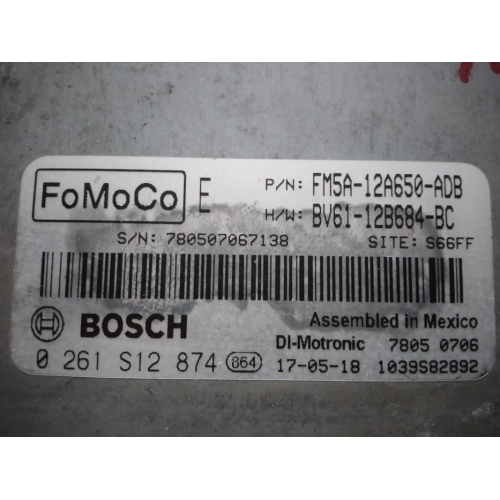 FoMoCo E P/N: FM5A-12A650-ADB
H/W: BV61-12B684-BC
S/N: 780507067138 SITE: S66FF
BOSCH Assembled in Mexico
DI-Motronic 7805 0706
0 261 S12 874 864 17-05-18 1039S82892